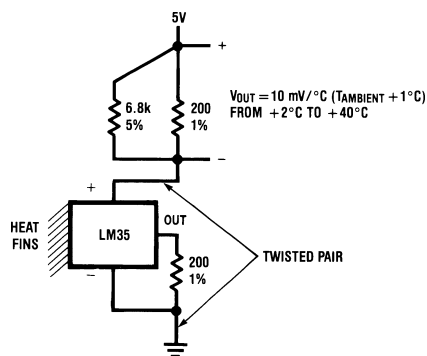 5V
+
6.8k
5%
200
1%
VOUT = 10 mV/°C (TAMBIENT + 1°C)
FROM +2°C TO +40°C
−
+
OUT
HEAT
FINS
LM35
200
1%
TWISTED PAIR
−